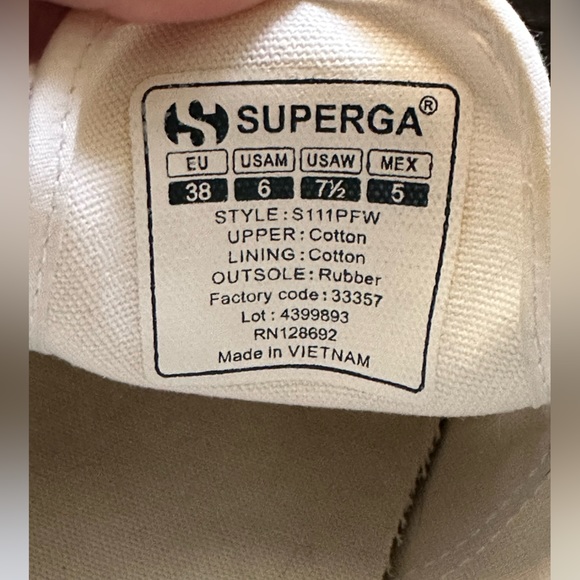 SUPERGA®
EU USAM USAW MEX
38 6 7½ 5
STYLE: S111PFW
UPPER: Cotton
LINING: Cotton
OUTSOLE: Rubber
Factory code: 33357
Lot: 4399893
RN128692
Made in VIETNAM